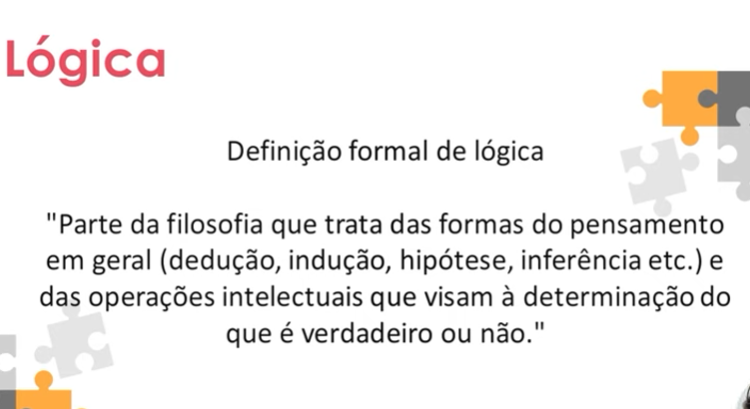 Lógica
Definição formal de lógica
"Parte da filosofia que trata das formas do pensamento
em geral (dedução, indução, hipótese, inferência etc.) e
das operações intelectuais que visam à determinação do
que é verdadeiro ou não."